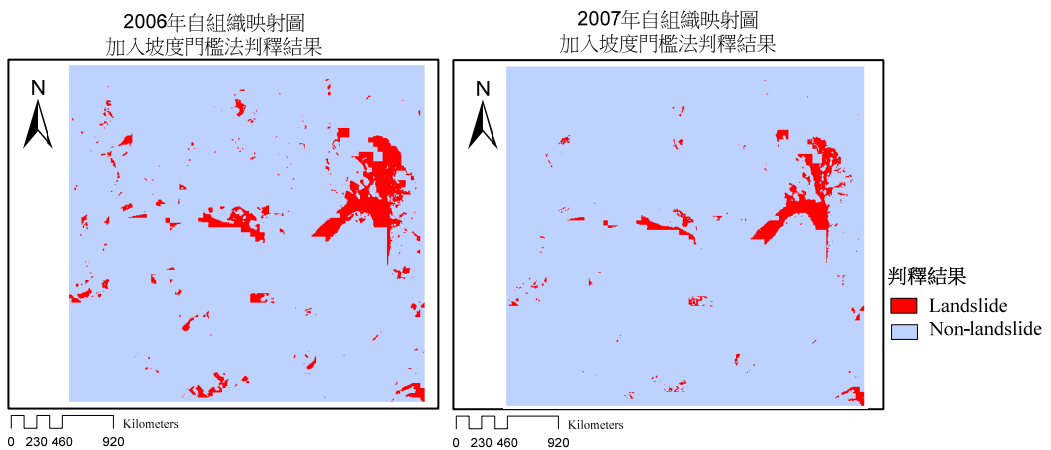 2006年自組織映射圖
加入坡度門檻法判釋結果
N
Kilometers
0 230 460 920
2007年自組織映射圖
加入坡度門檻法判釋結果
N
Kilometers
0 230 460 920
判釋結果
Landslide
Non-landslide